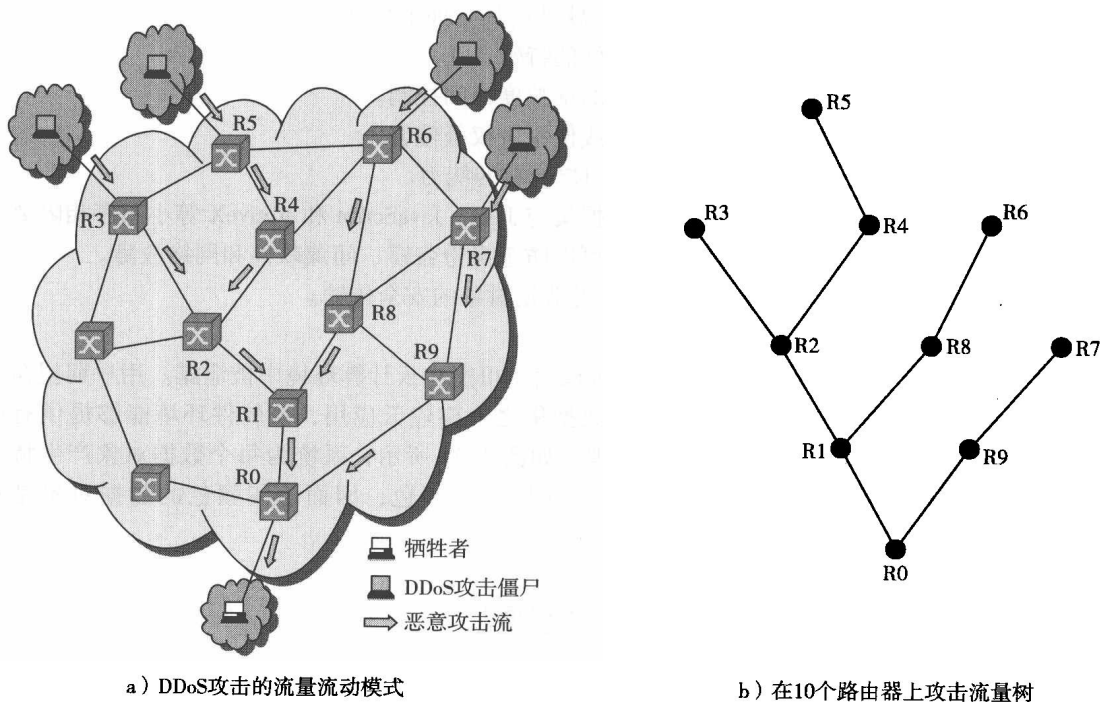 R5
R6
R3
R4
R7
R8
R2
R9
R1
R0
牺牲者
DDoS攻击僵尸
恶意攻击流
a）DDoS攻击的流量流动模式
R5
R3
R4
R6
R2
R8
R7
R1
R9
R0
b）在10个路由器上攻击流量树